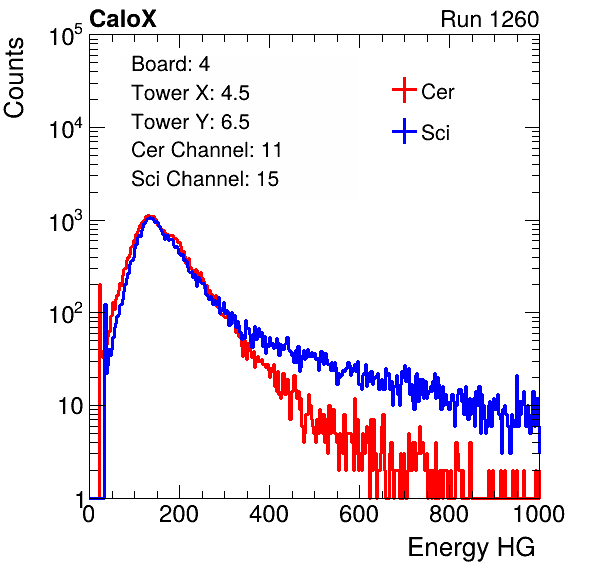 CaloX Run 1260
Counts
10^5
10^4
10^3
10^2
10
1
Board: 4
Tower X: 4.5
Tower Y: 6.5
Cer Channel: 11
Sci Channel: 15
Cer
Sci
0 200 400 600 800 1000
Energy HG